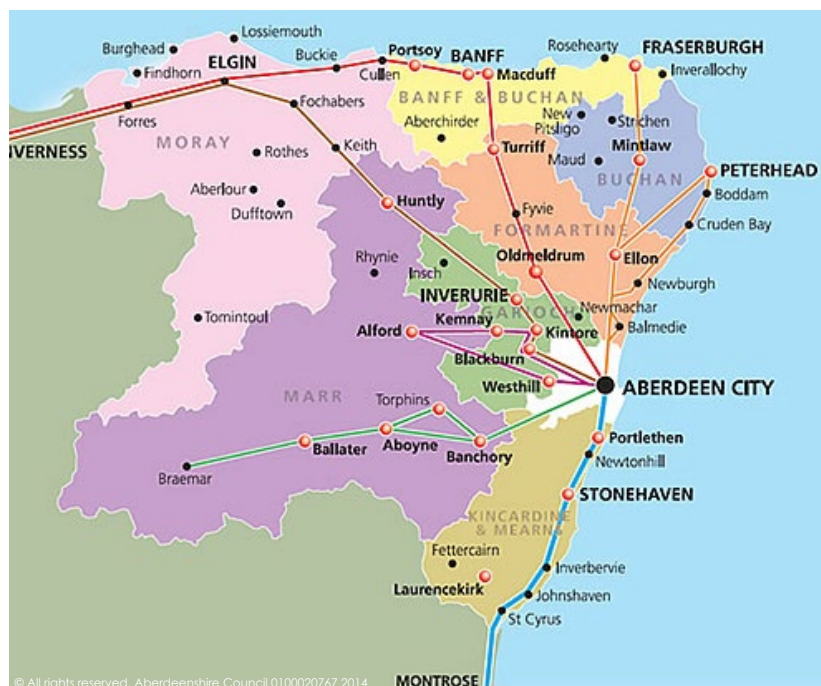 Lossiemouth
Burghead
Findhorn
ELGIN
Buckie
Cullen
Portsoy
BANFF
Macduff
Rosehearty
FRASERBURGH
Inverallochy
BANFF & BUCHAN
Forres
Fochabers
MORAY
Aberchirder
New
Pitsligo
Strichen
NVERNESS
Rothes
Keith
Turriff
Maud
Mintlaw
BUCHAN
PETERHEAD
Boddam
Aberlour
Dufftown
Huntly
Fyvie
FORMARTINE
Cruden Bay
Rhynie
Insch
Oldmeldrum
Ellon
Newburgh
INVERURIE
GARIOCH
Newmachar
Tomintoul
Alford
Kemnay
Kintore
Balmedie
Blackburn
Westhill
ABERDEEN CITY
MARR
Torphins
Ballater
Aboyne
Banchory
Portlethen
Newtonhill
Braemar
STONEHAVEN
KINCARDINE
& MEARNS
Fettercairn
Laurencekirk
Inverbervie
Johnshaven
St Cyrus
MONTROSE
© All rights reserved. Aberdeenshire Council 0100020767 2014